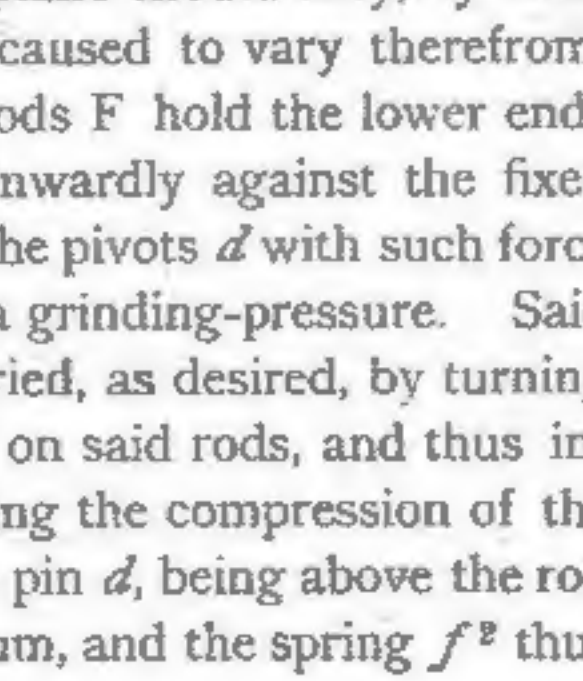 caused to vary therefrom
ods F hold the lower end
nwardly against the fixe
he pivots d with such forc
a grinding-pressure. Sai
ried, as desired, by turnin
on said rods, and thus in
ng the compression of th
pin d, being above the ro
um, and the spring f² thu